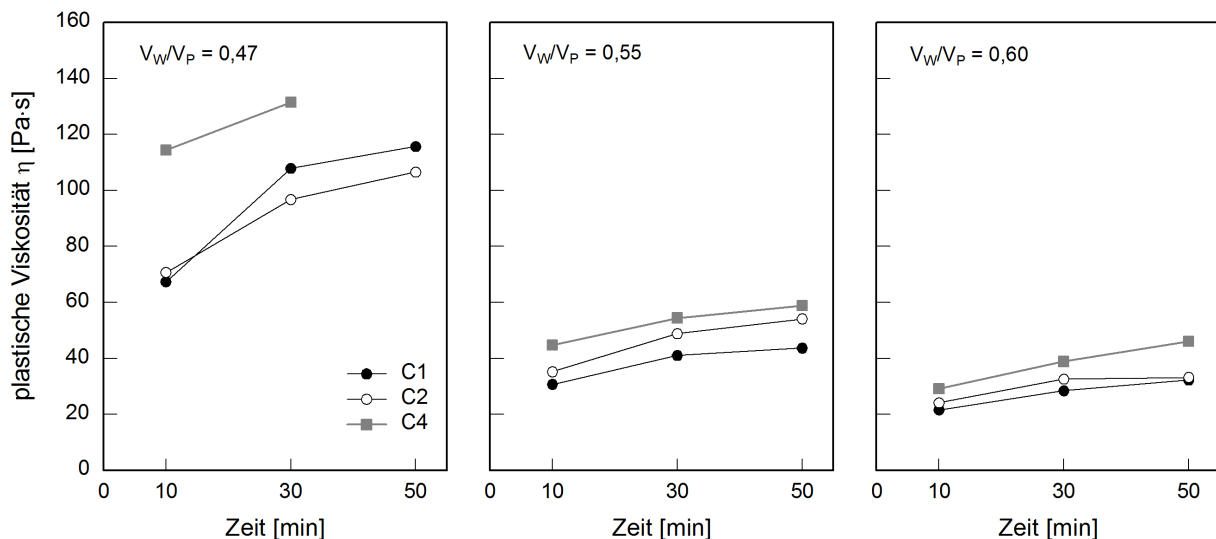 plastische Viskosität η [Pa·s]
160
140
120
100
80
60
40
20
0
V_W/V_P = 0,47
C1
C2
C4
0 10 30 50
Zeit [min]
V_W/V_P = 0,55
0 10 30 50
Zeit [min]
V_W/V_P = 0,60
0 10 30 50
Zeit [min]